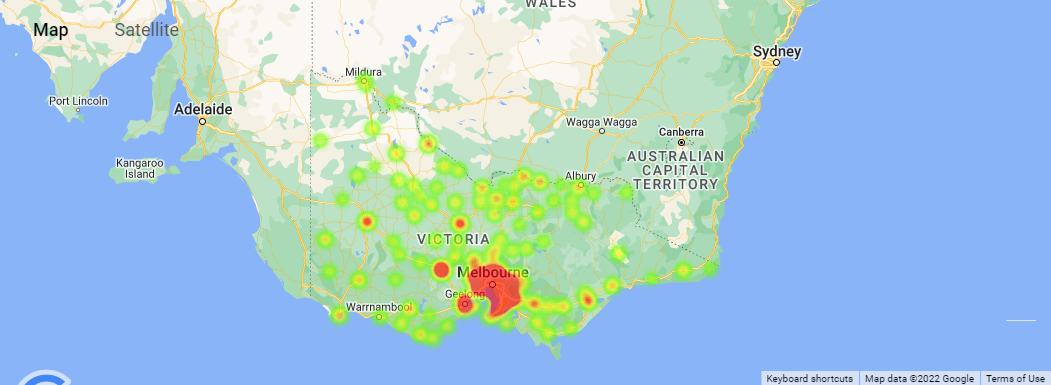 WALES
Map
Satellite
Sydney
Mildura
Port Lincoln
Adelaide
Wagga Wagga
Canberra
Kangaroo
Island
AUSTRALIAN
CAPITAL
TERRITORY
Albury
VICTORIA
Melbourne
Geelong
Warrnambool
Keyboard shortcuts
Map data ©2022 Google
Terms of Use